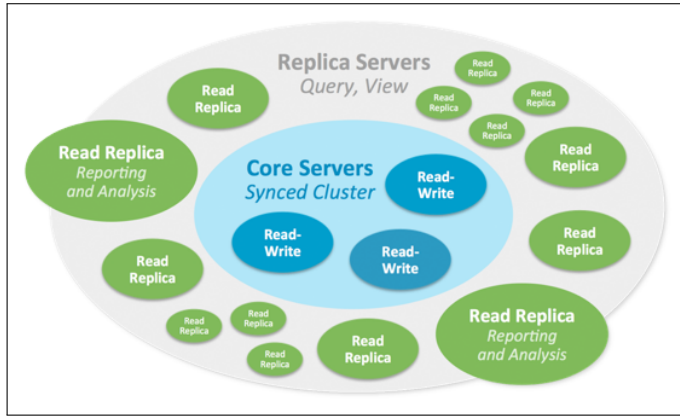 Replica Servers
Query, View
Read
Replica
Read
Replica
Read
Replica
Read
Replica
Read
Replica
Read Replica
Reporting
and Analysis
Core Servers
Synced Cluster
Read-
Write
Read
Replica
Read-
Write
Read-
Write
Read
Replica
Read
Replica
Read
Replica
Read
Replica
Read
Replica
Read
Replica
Read Replica
Reporting
and Analysis